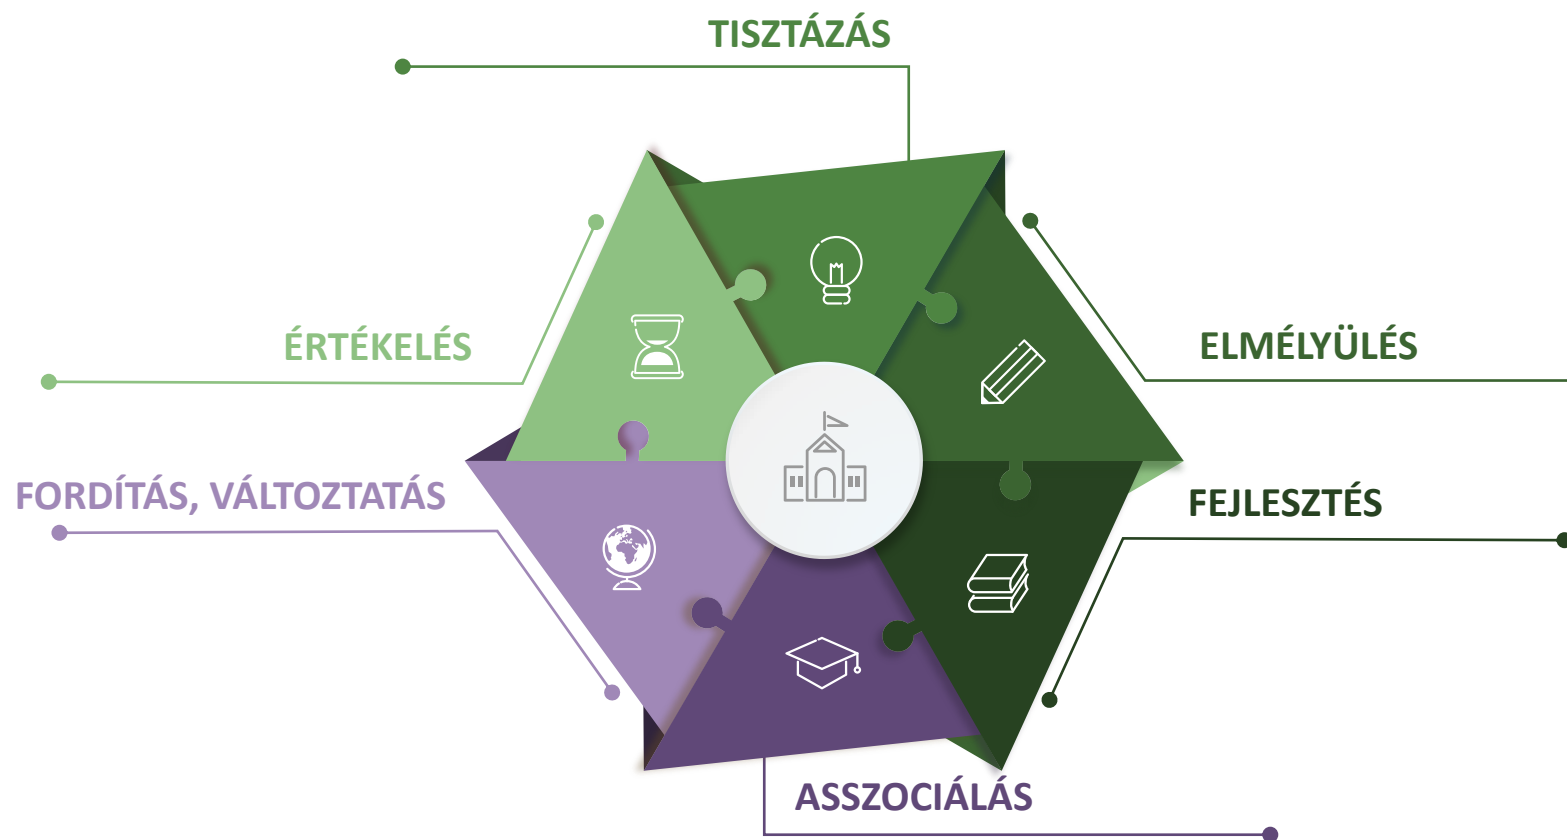 TISZTÁZÁS
ÉRTÉKELÉS
ELMÉLYÜLÉS
FORDÍTÁS, VÁLTOZTATÁS
FEJLESZTÉS
ASSZOCIÁLÁS